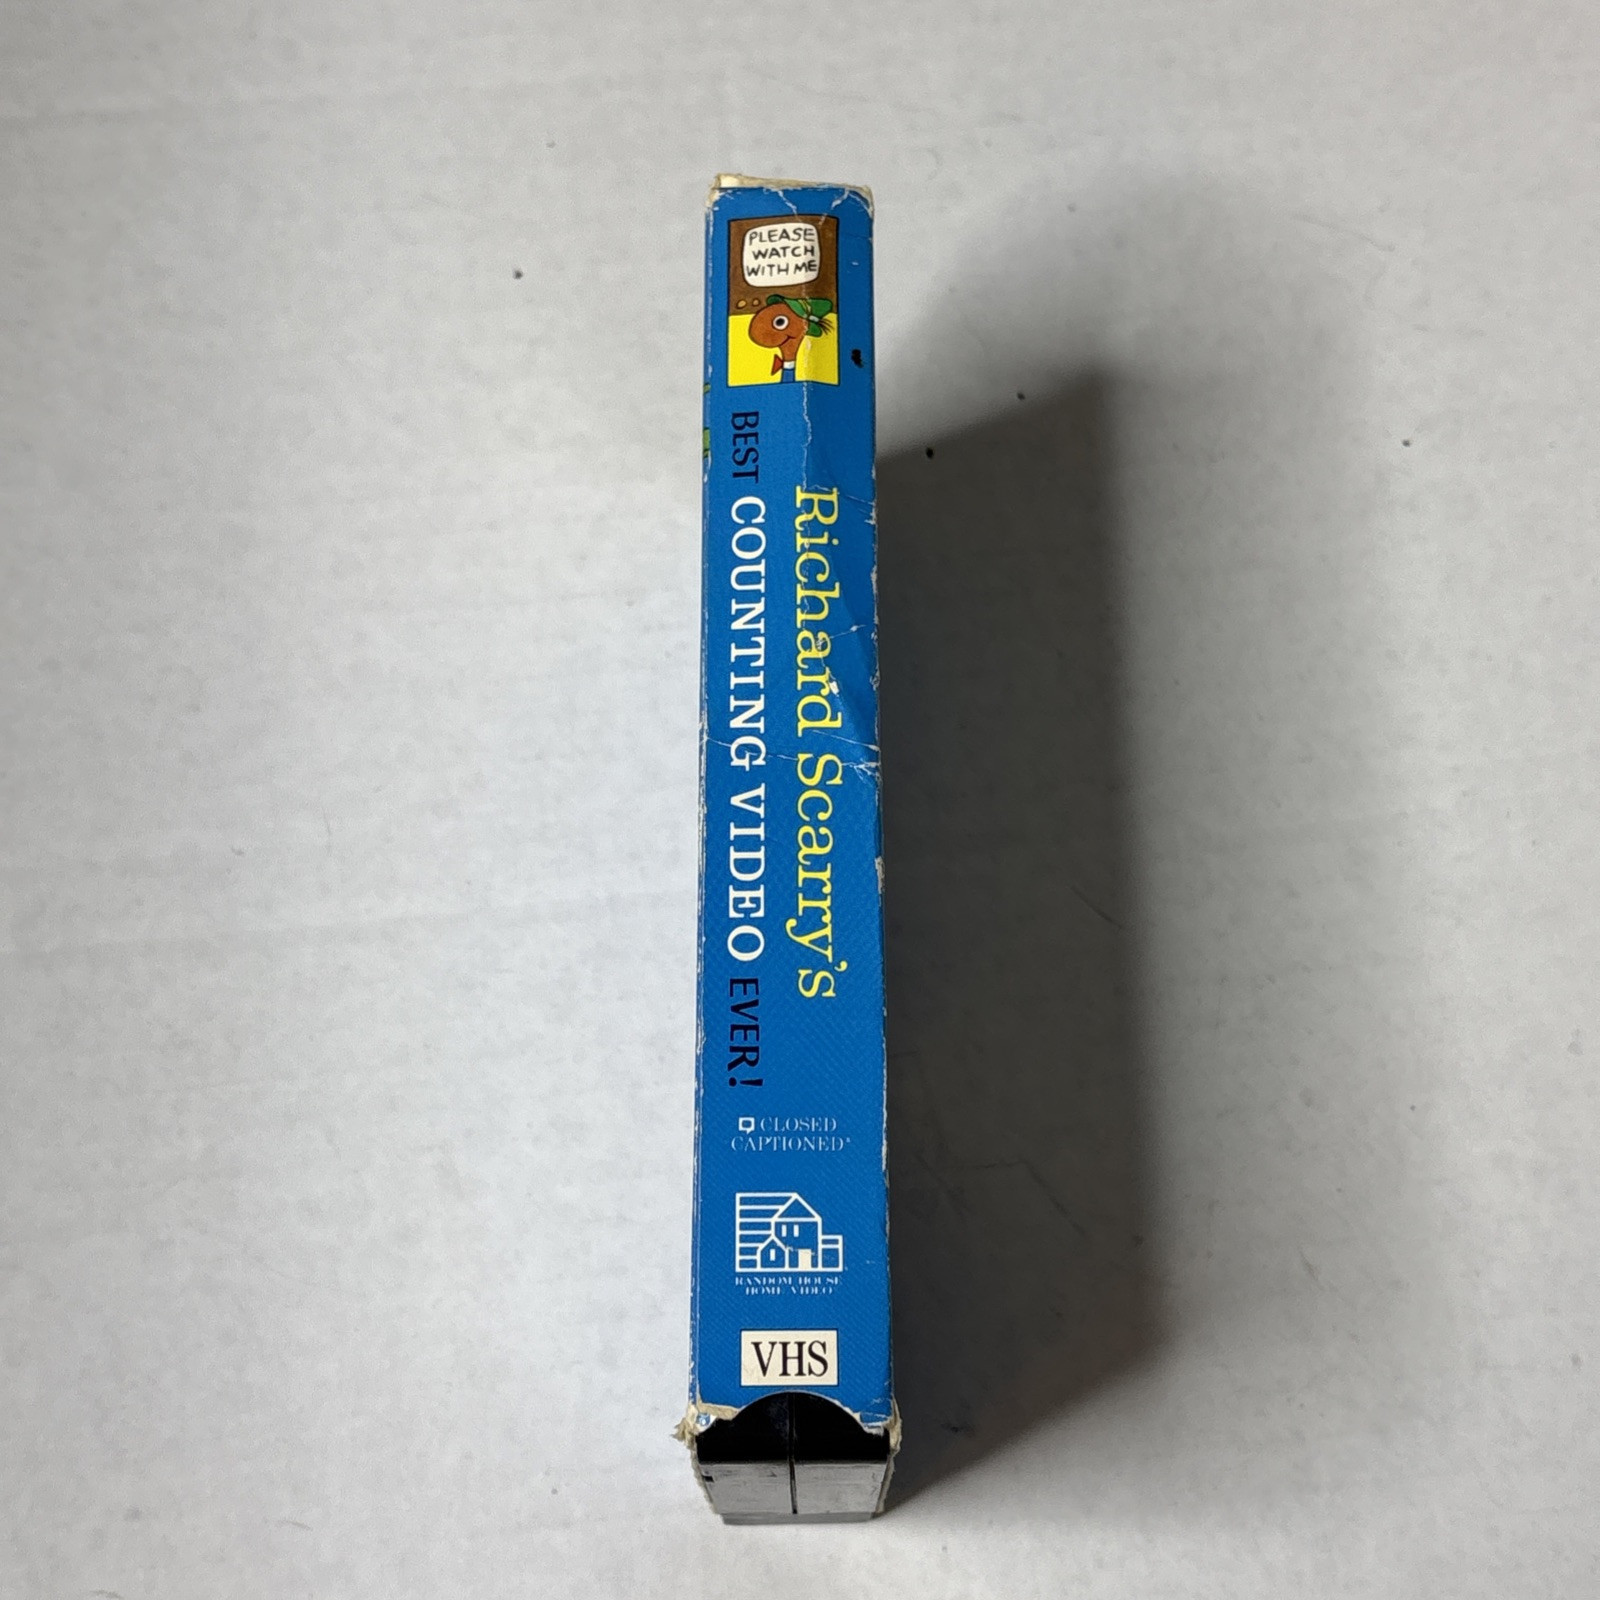 PLEASE
WATCH
WITH ME
Richard Scarry's
BEST COUNTING VIDEO EVER!
CLOSED
CAPTIONED
RANDOM HOUSE
HOME VIDEO
VHS